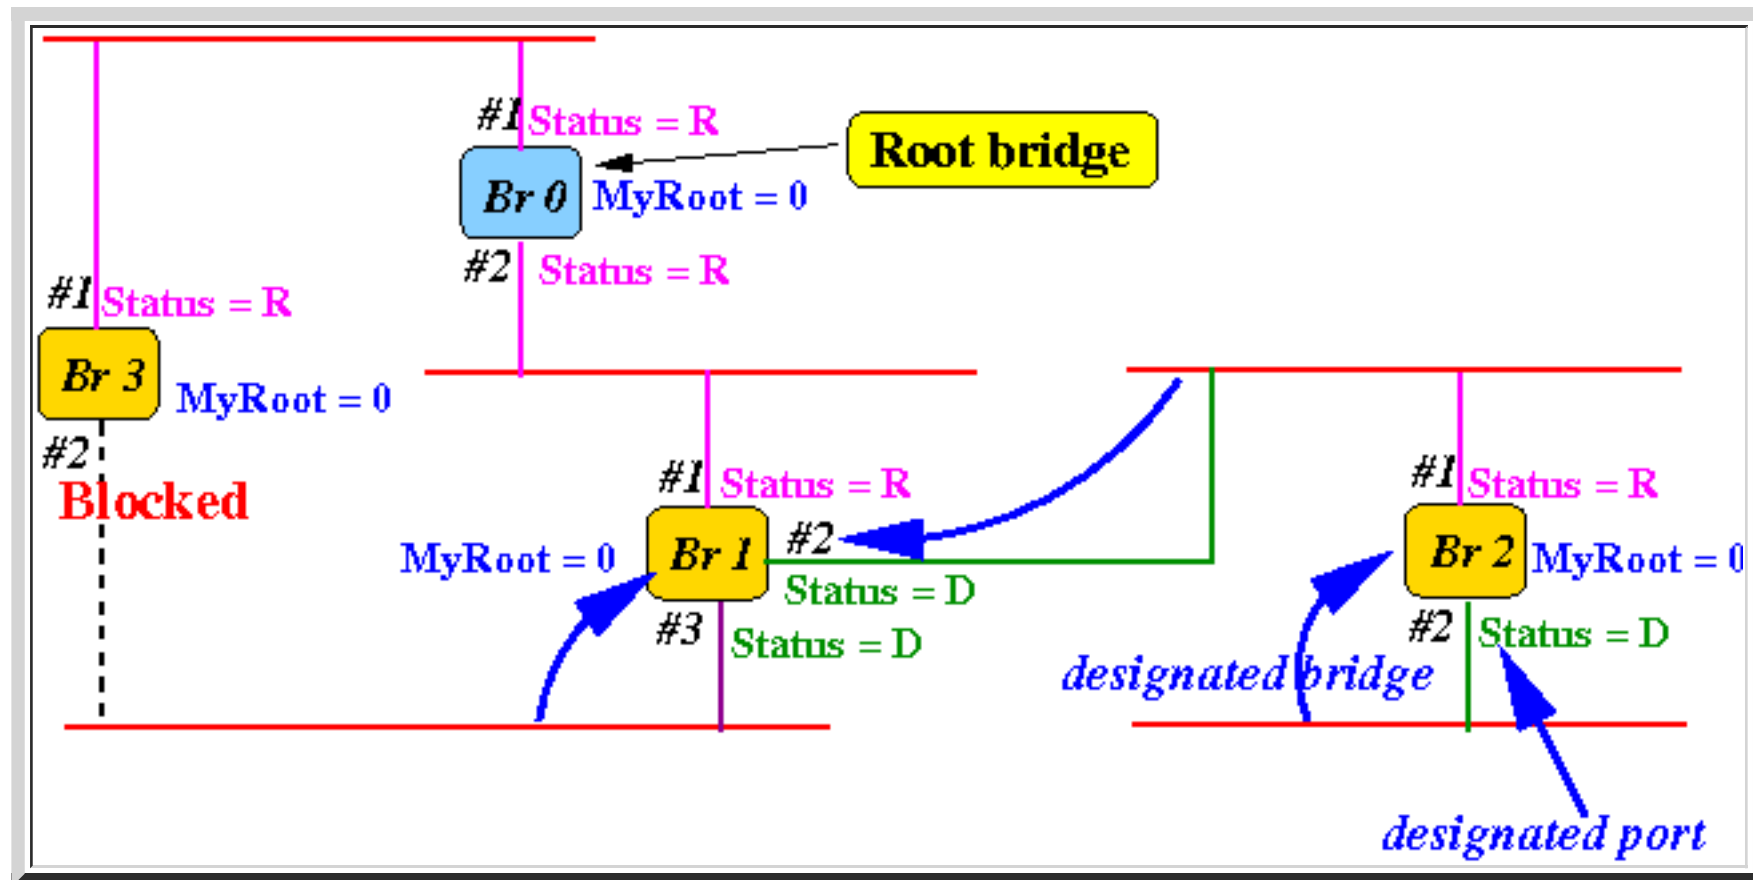 #1 Status = R
Root bridge
Br 0 MyRoot = 0
#2 Status = R
#1 Status = R
Br 3 MyRoot = 0
#2
Blocked
#1 Status = R
#1 Status = R
#2
MyRoot = 0 Br 1
Br 2 MyRoot = 0
Status = D
#3 Status = D
#2 Status = D
designated bridge
designated port